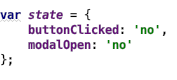 var state = {
    buttonClicked: 'no',
    modalOpen: 'no'
};